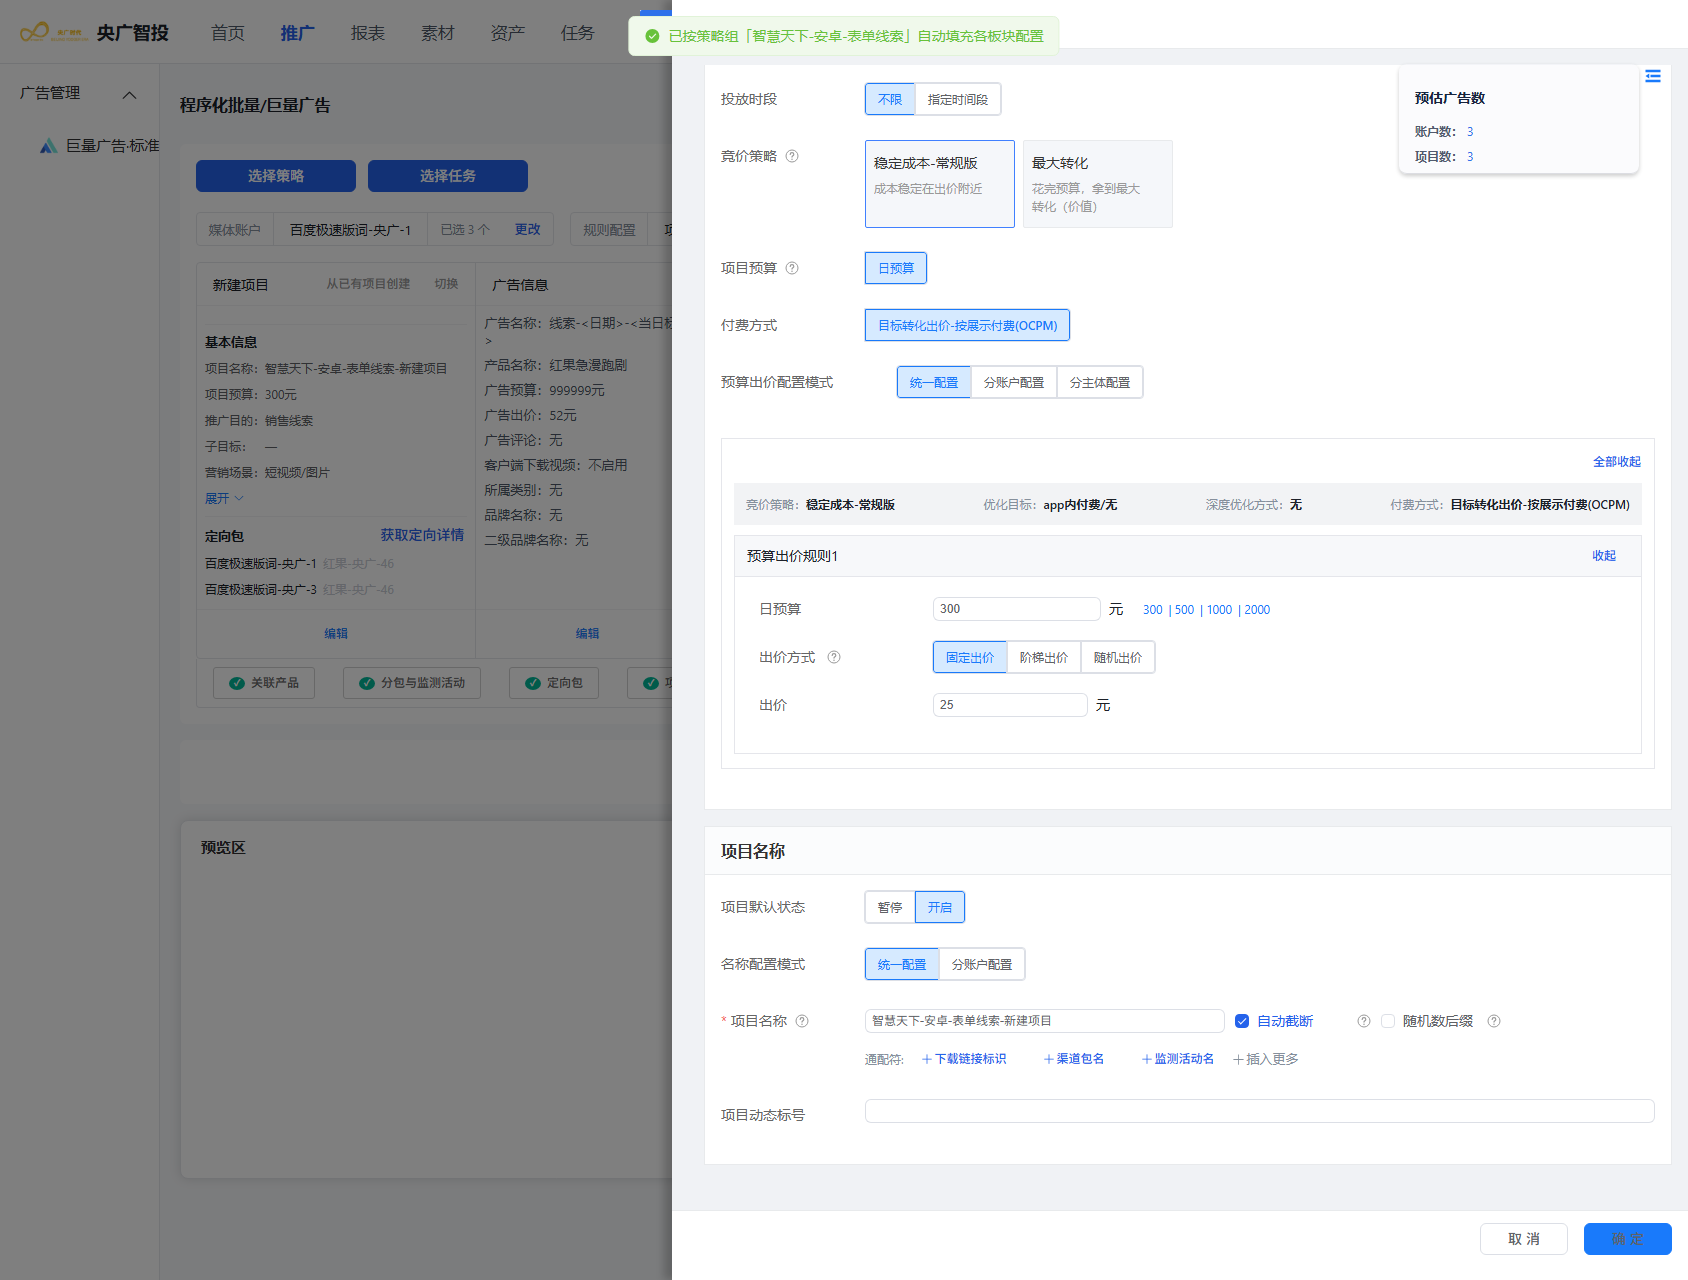 央广智投
首页
推广
报表
素材
资产
任务
已按策略组「智慧天下-安卓-表单线索」自动填充各板块配置
广告管理
巨量广告·标准
程序化批量/巨量广告
选择策略
选择任务
媒体账户
百度极速版词-央广-1
已选 3 个
更改
规则配置
新建项目
从已有项目创建
切换
广告信息
基本信息
项目名称：智慧天下-安卓-表单线索-新建项目
项目预算：300元
推广目的：销售线索
子目标：—
营销场景：短视频/图片
展开
定向包
获取定向详情
百度极速版词-央广-1 红果-央广-46
百度极速版词-央广-3 红果-央广-46
编辑
广告名称：线索-<日期>-<当日标
>
产品名称：红果急漫跑剧
广告预算：999999元
广告出价：52元
广告评论：无
客户端下载视频：不启用
所属类别：无
品牌名称：无
二级品牌名称：无
编辑
关联产品
分包与监测活动
定向包
预览区
投放时段
不限
指定时间段
竞价策略
稳定成本-常规版
成本稳定在出价附近
最大转化
花完预算，拿到最大
转化（价值）
项目预算
日预算
付费方式
目标转化出价-按展示付费(OCPM)
预算出价配置模式
统一配置
分账户配置
分主体配置
全部收起
竞价策略：稳定成本-常规版
优化目标：app内付费/无
深度优化方式：无
付费方式：目标转化出价-按展示付费(OCPM)
预算出价规则1
收起
日预算
300
元
300 | 500 | 1000 | 2000
出价方式
固定出价
阶梯出价
随机出价
出价
25
元
预估广告数
账户数： 3
项目数： 3
项目名称
项目默认状态
暂停
开启
名称配置模式
统一配置
分账户配置
* 项目名称
智慧天下-安卓-表单线索-新建项目
自动截断
随机数后缀
通配符:
+下载链接标识
+渠道包名
+监测活动名
+插入更多
项目动态标号
取 消
确 定